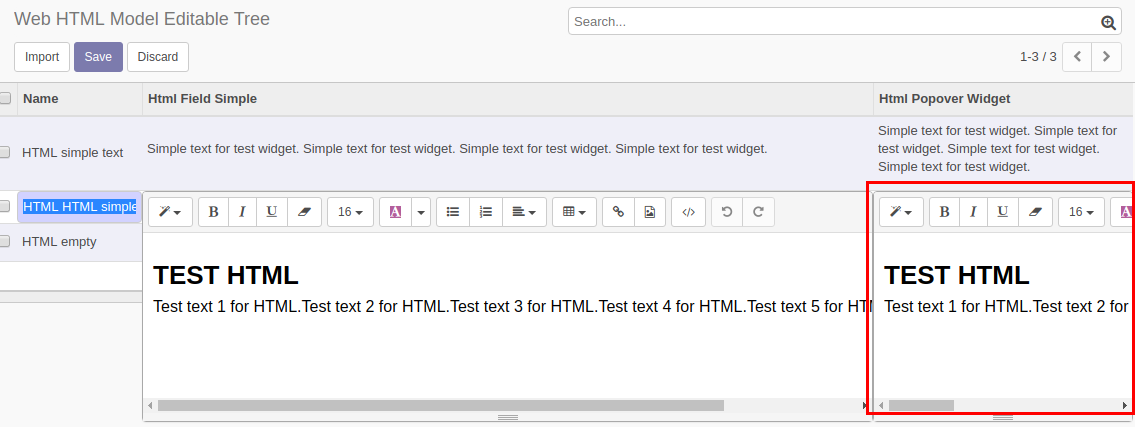 Web HTML Model Editable Tree
Search...
Import Save Discard
1-3 / 3
Name Html Field Simple Html Popover Widget
HTML simple text
Simple text for test widget. Simple text for test widget. Simple text for test widget. Simple text for test widget.
Simple text for test widget. Simple text for
test widget. Simple text for test widget.
Simple text for test widget.
HTML HTML simple
B I U 16 A </>
B I U 16 A
HTML empty
TEST HTML
Test text 1 for HTML.Test text 2 for HTML.Test text 3 for HTML.Test text 4 for HTML.Test text 5 for HTM
TEST HTML
Test text 1 for HTML.Test text 2 for